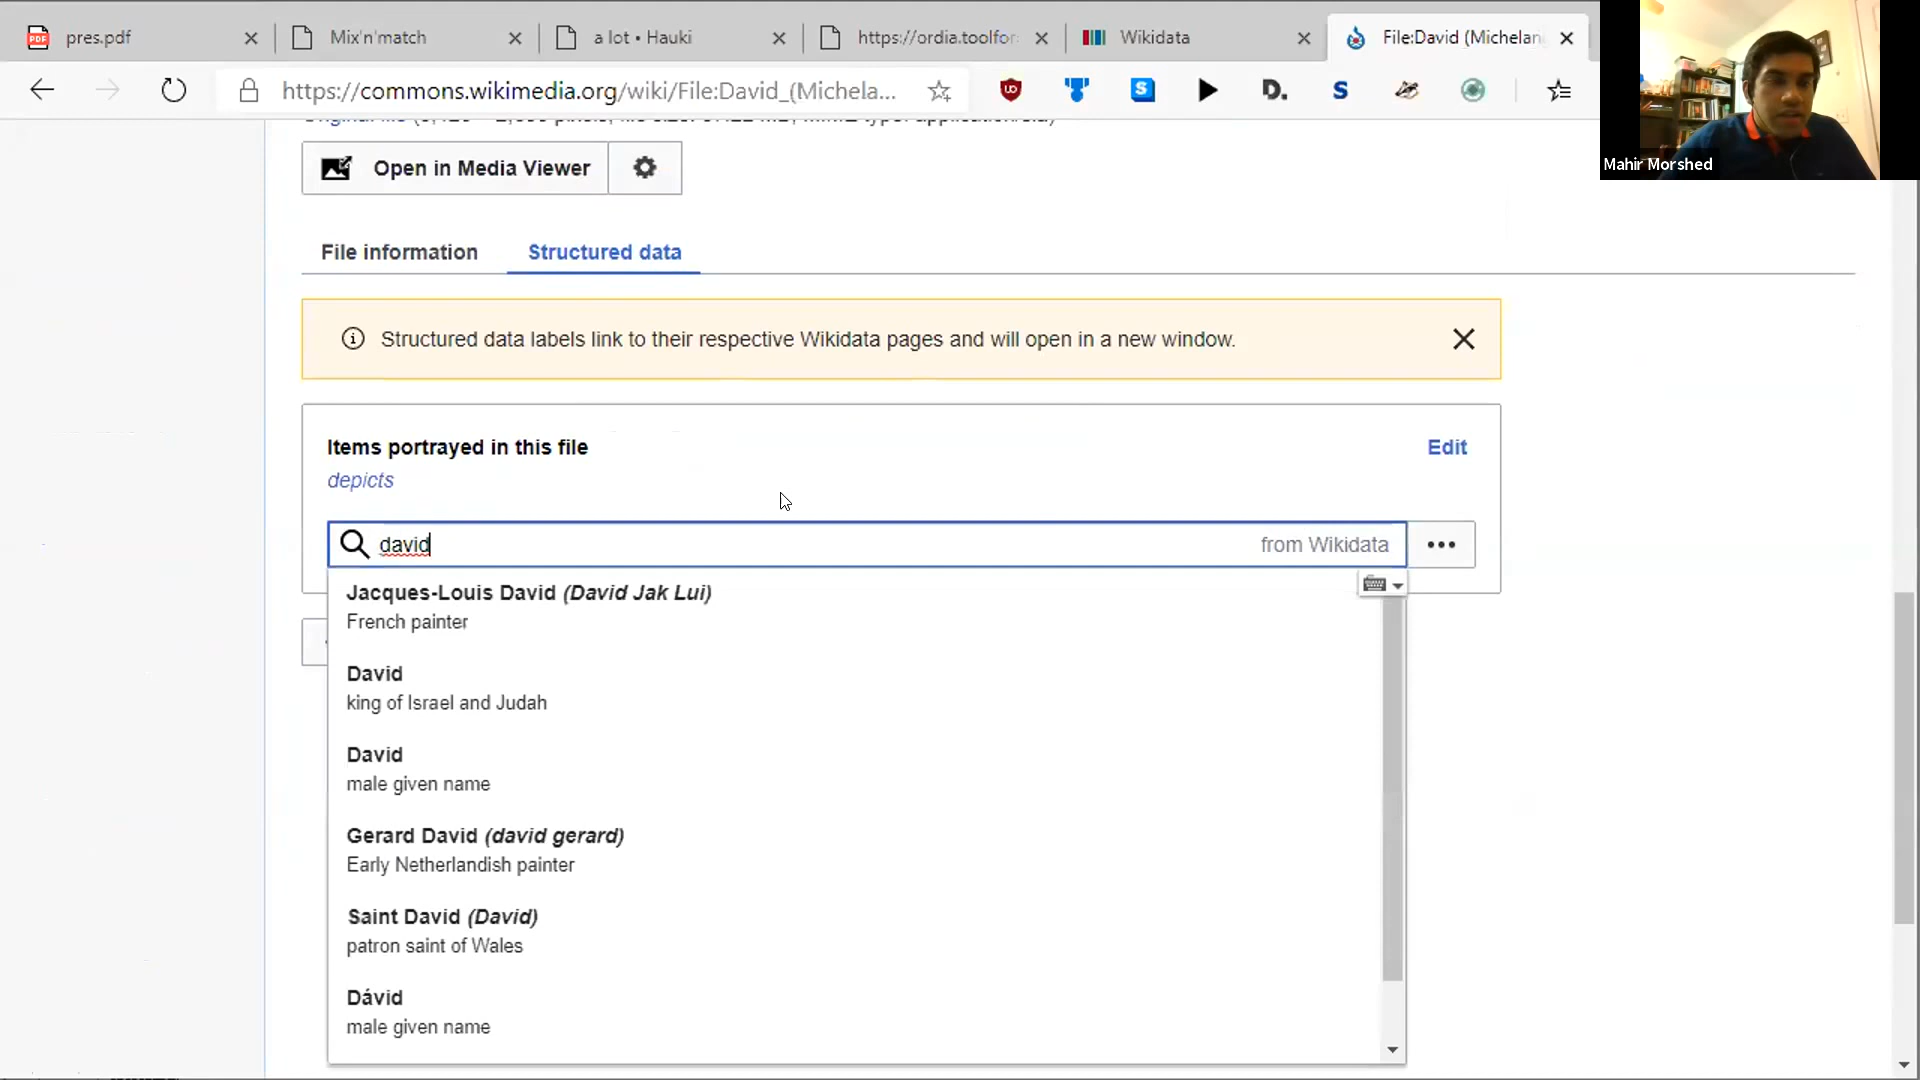 pres.pdf
Mix'n'match
a lot • Hauki
https://ordia.toolfor
Wikidata
File:David (Michelan
https://commons.wikimedia.org/wiki/File:David_(Michela...
Mahir Morshed
Open in Media Viewer
File information
Structured data
Structured data labels link to their respective Wikidata pages and will open in a new window.
Items portrayed in this file
Edit
depicts
david
from Wikidata
Jacques-Louis David (David Jak Lui)
French painter
David
king of Israel and Judah
David
male given name
Gerard David (david gerard)
Early Netherlandish painter
Saint David (David)
patron saint of Wales
Dávid
male given name